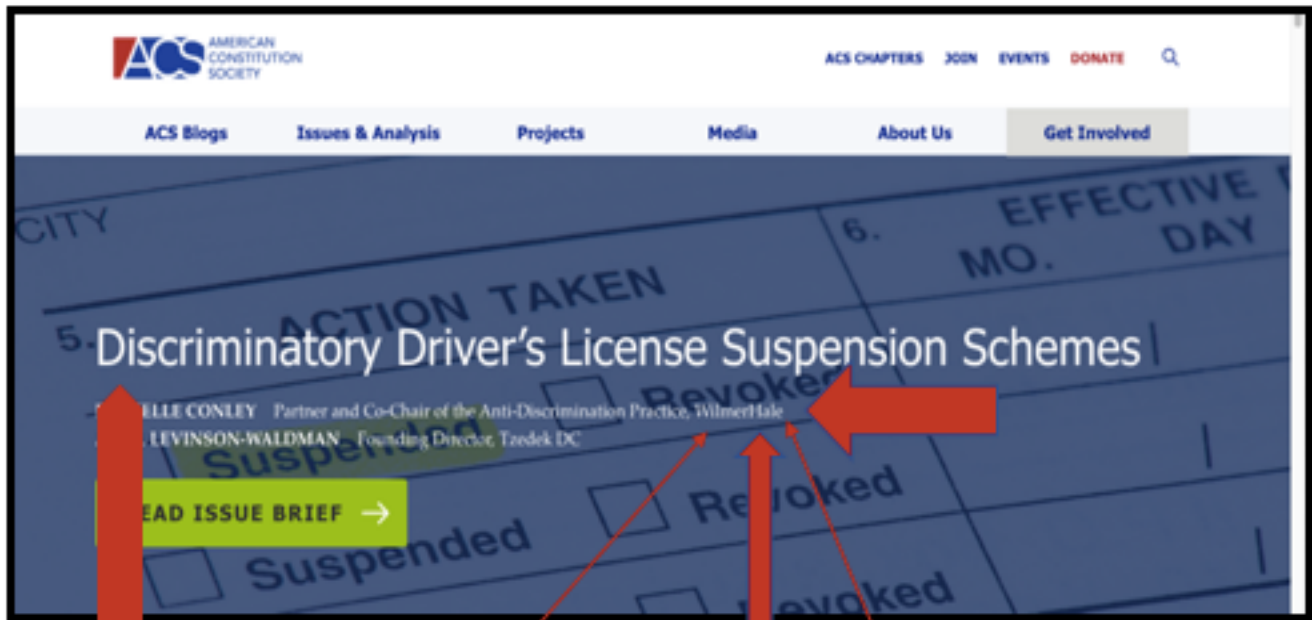 ACS AMERICAN
CONSTITUTION
SOCIETY
ACS CHAPTERS JOIN EVENTS DONATE
ACS Blogs Issues & Analysis Projects Media About Us Get Involved
CITY
5. ACTION TAKEN
6. EFFECTIVE
MO. DAY
Discriminatory Driver's License Suspension Schemes
Revoked
ELLE CONLEY Partner and Co-Chair of the Anti-Discrimination Practice, WilmerHale
LEVINSON-WALDMAN Founding Director, Tzedek DC
Suspended
EAD ISSUE BRIEF →
Revoked
Suspended
Revoked